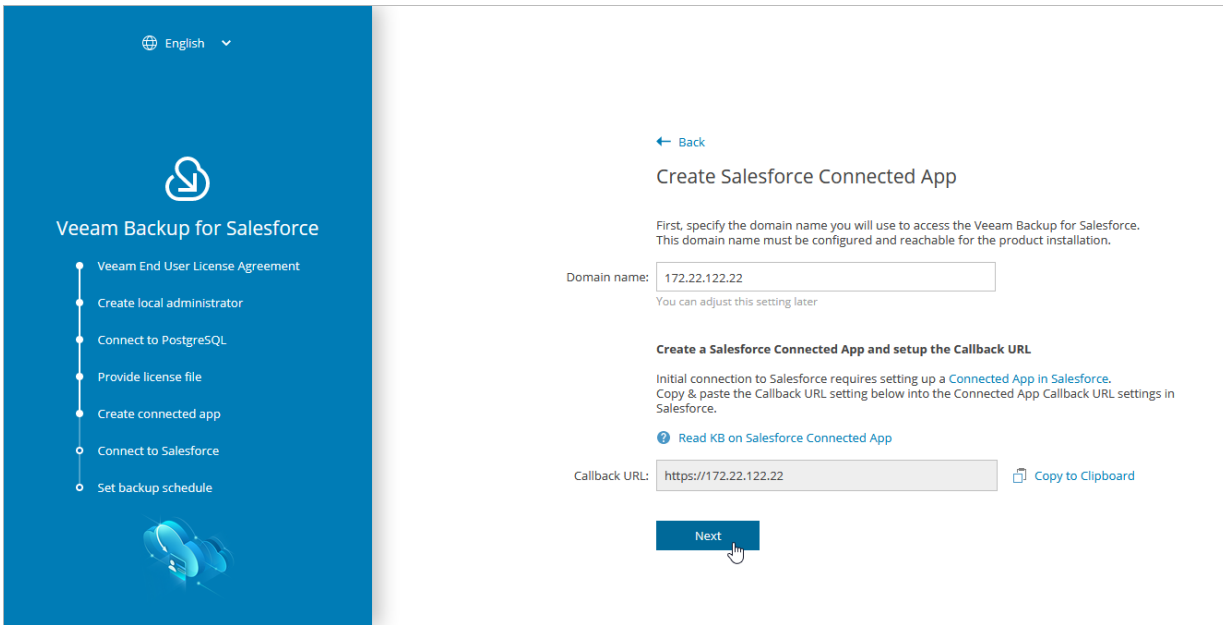 English
Veeam Backup for Salesforce
Veeam End User License Agreement
Create local administrator
Connect to PostgreSQL
Provide license file
Create connected app
Connect to Salesforce
Set backup schedule
Back
Create Salesforce Connected App
First, specify the domain name you will use to access the Veeam Backup for Salesforce.
This domain name must be configured and reachable for the product installation.
Domain name: 172.22.122.22
You can adjust this setting later
Create a Salesforce Connected App and setup the Callback URL
Initial connection to Salesforce requires setting up a Connected App in Salesforce.
Copy & paste the Callback URL setting below into the Connected App Callback URL settings in
Salesforce.
Read KB on Salesforce Connected App
Callback URL: https://172.22.122.22 Copy to Clipboard
Next